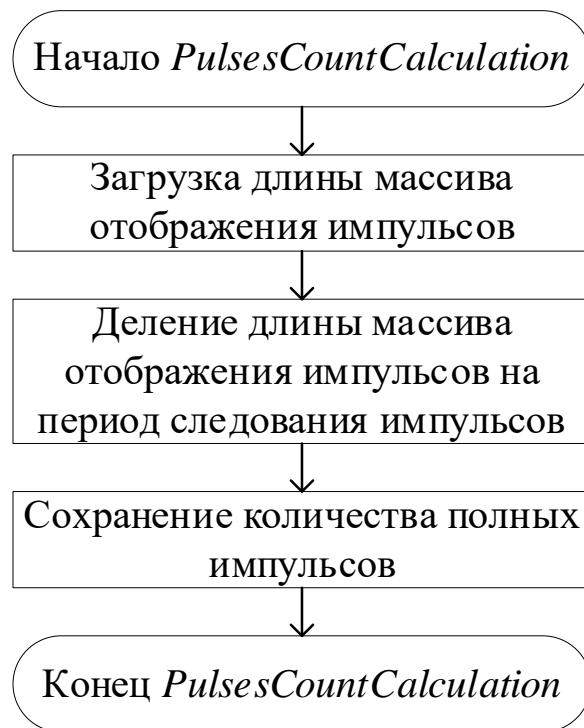 Начало PulsesCountCalculation
Загрузка длины массива
отображения импульсов
Деление длины массива
отображения импульсов на
период следования импульсов
Сохранение количества полных
импульсов
Конец PulsesCountCalculation